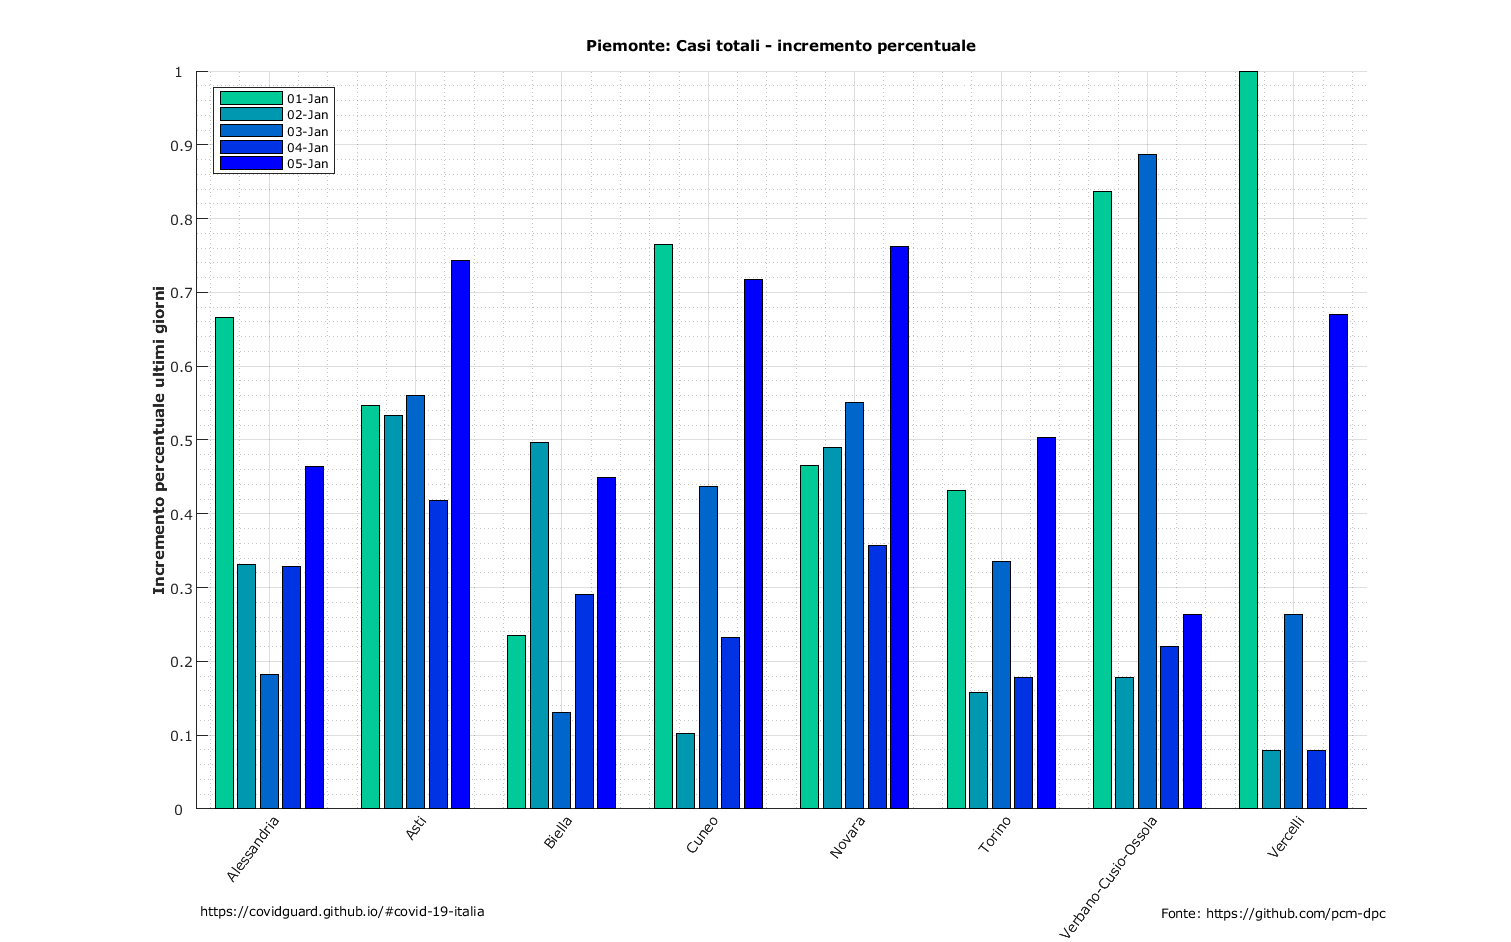 Piemonte: Casi totali - incremento percentuale
Incremento percentuale ultimi giorni
1
0.9
0.8
0.7
0.6
0.5
0.4
0.3
0.2
0.1
0
01-Jan
02-Jan
03-Jan
04-Jan
05-Jan
Alessandria
Asti
Biella
Cuneo
Novara
Torino
Verbano-Cusio-Ossola
Vercelli
https://covidguard.github.io/#covid-19-italia
Fonte: https://github.com/pcm-dpc